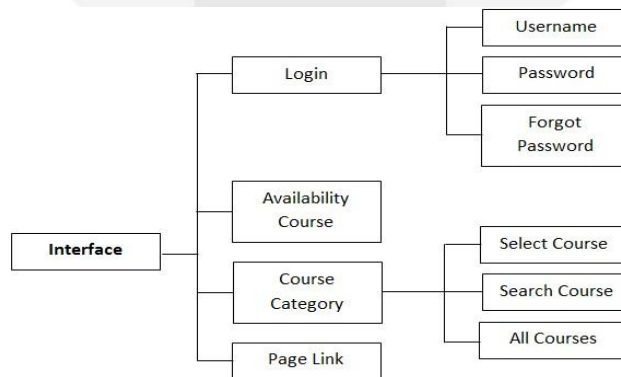 Username
Login
Password
Forgot
Password
Availability
Course
Interface
Course
Category
Select Course
Search Course
All Courses
Page Link